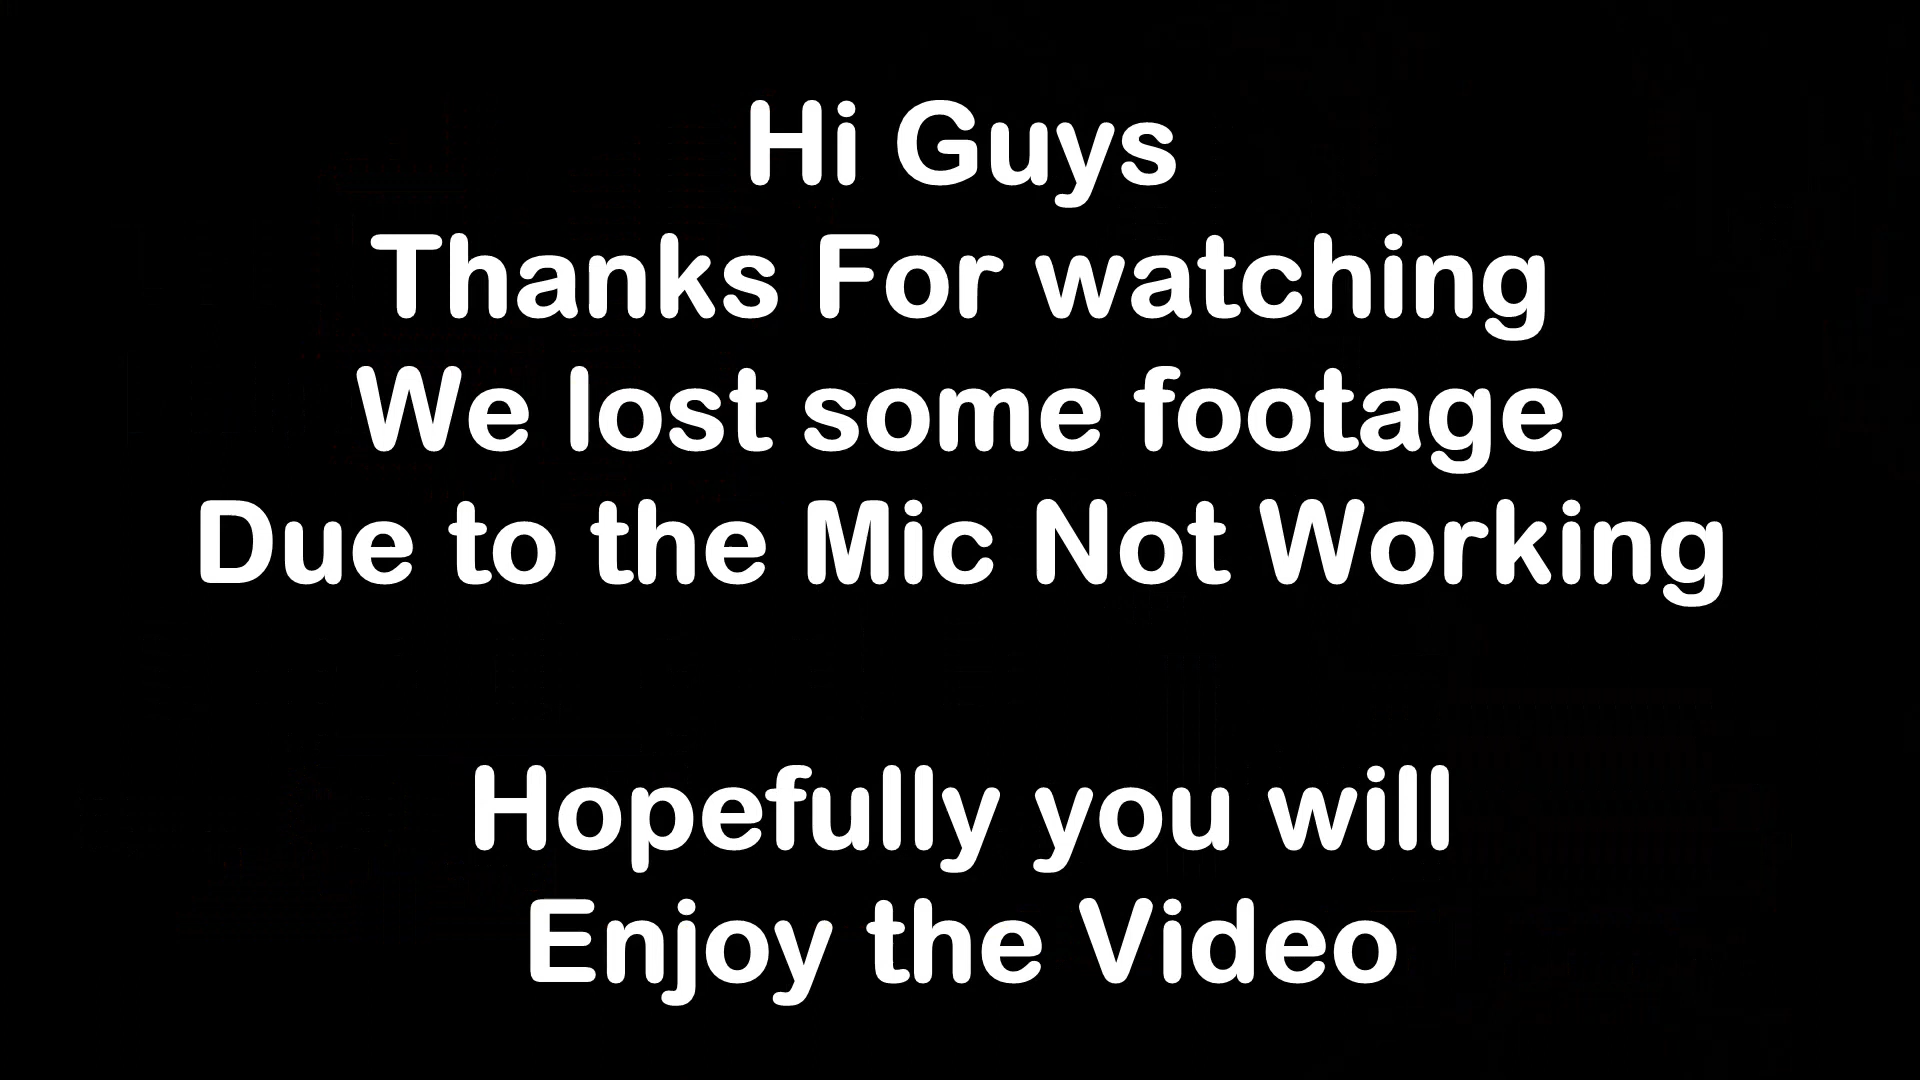 Hi Guys
Thanks For watching
We lost some footage
Due to the Mic Not Working
Hopefully you will
Enjoy the Video